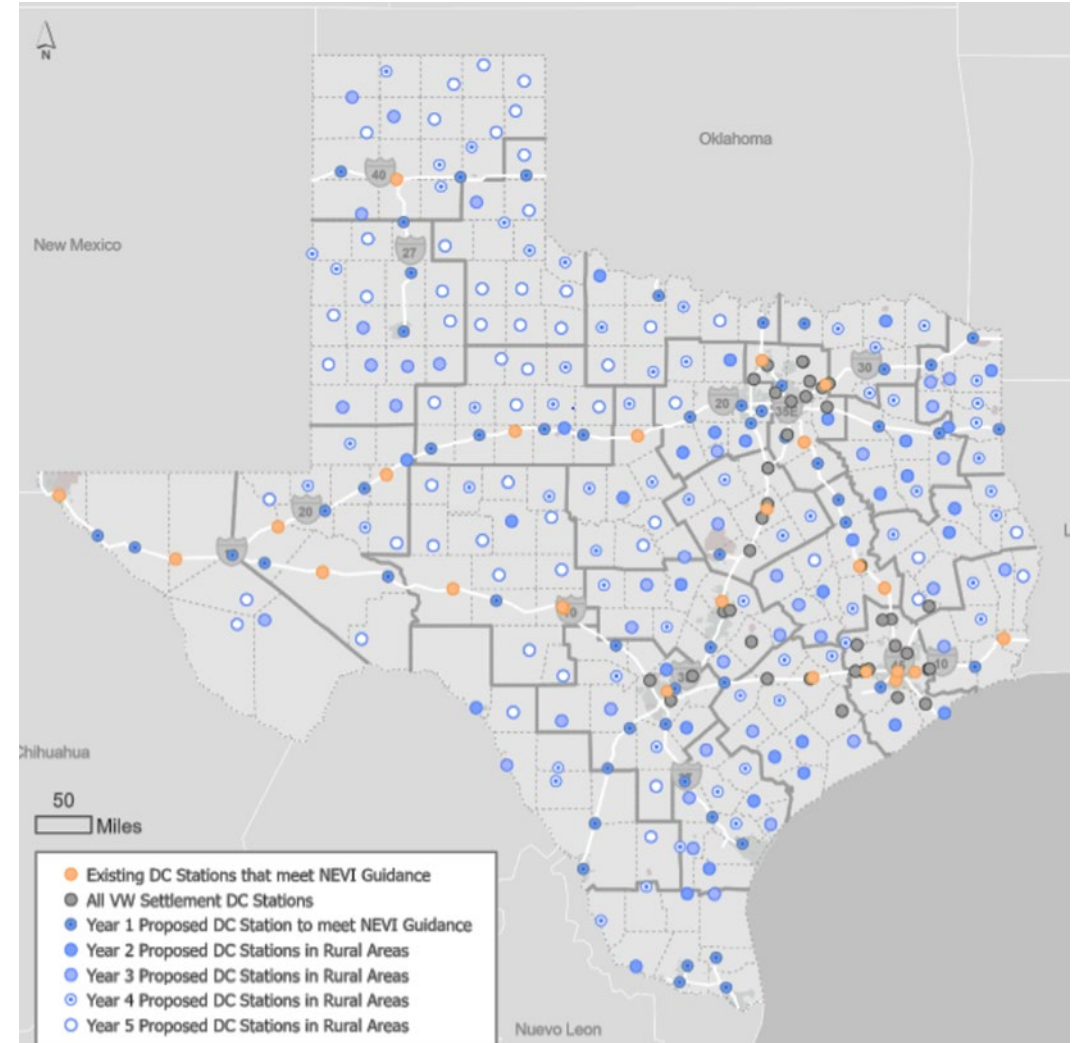 N
Oklahoma
40
New Mexico
27
30
20
35E
20
10
10
Chihuahua
50
Miles
Existing DC Stations that meet NEVI Guidance
All VW Settlement DC Stations
Year 1 Proposed DC Station to meet NEVI Guidance
Year 2 Proposed DC Stations in Rural Areas
Year 3 Proposed DC Stations in Rural Areas
Year 4 Proposed DC Stations in Rural Areas
Year 5 Proposed DC Stations in Rural Areas
Nuevo Leon